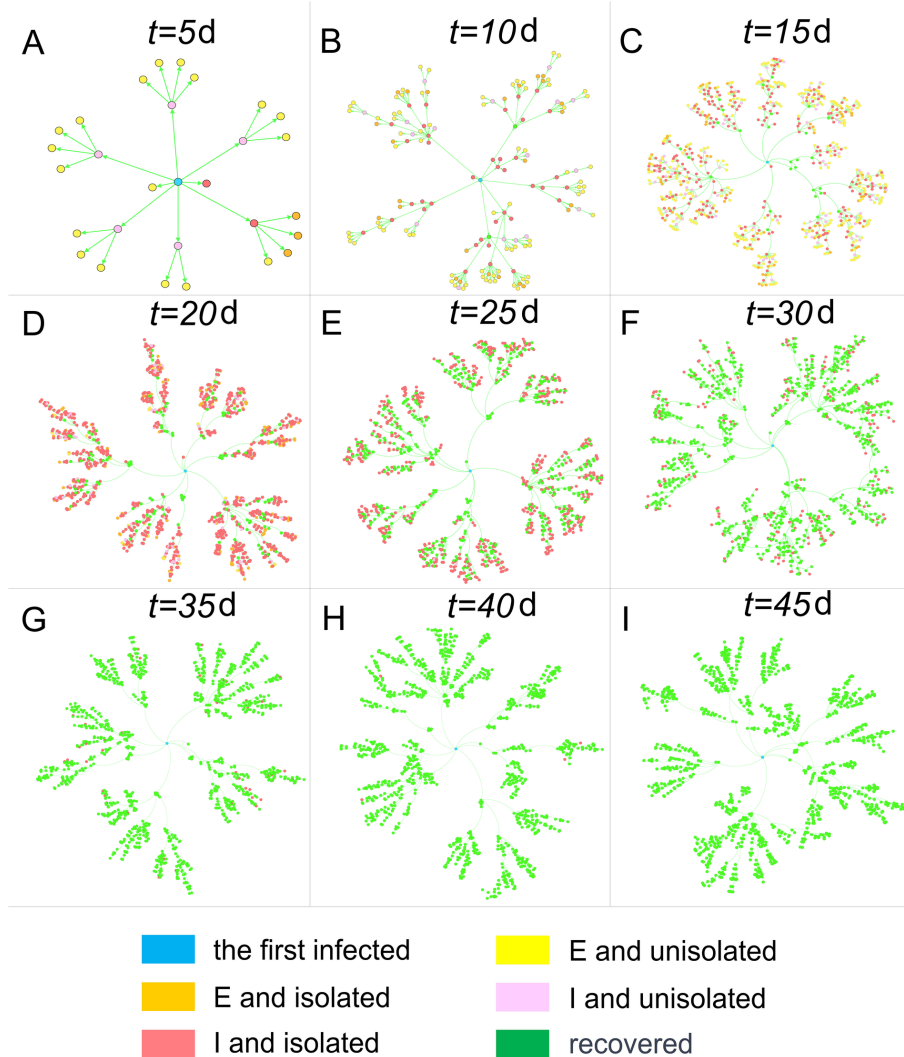 A t=5d
B t=10d
C t=15d
D t=20d
E t=25d
F t=30d
G t=35d
H t=40d
I t=45d
the first infected
E and unisolated
E and isolated
I and unisolated
I and isolated
recovered